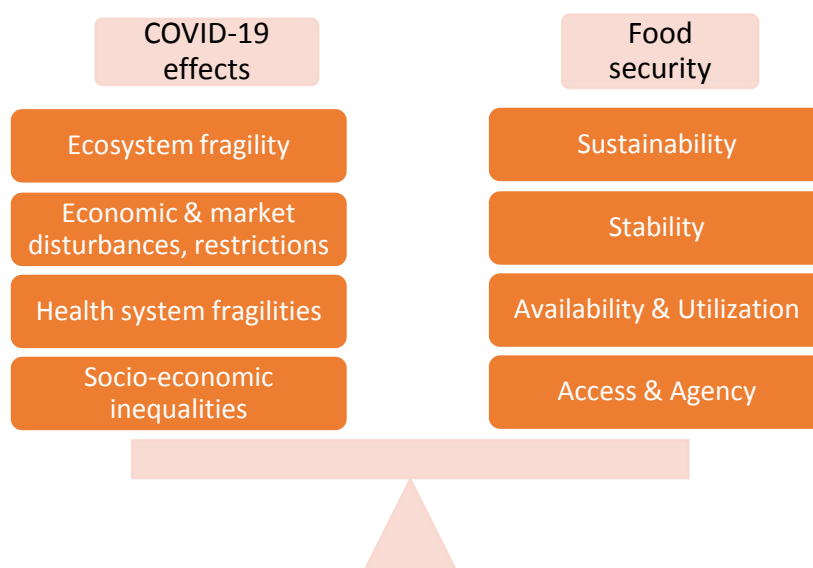 COVID-19
effects
Ecosystem fragility
Economic & market
disturbances, restrictions
Health system fragilities
Socio-economic
inequalities
Food
security
Sustainability
Stability
Availability & Utilization
Access & Agency